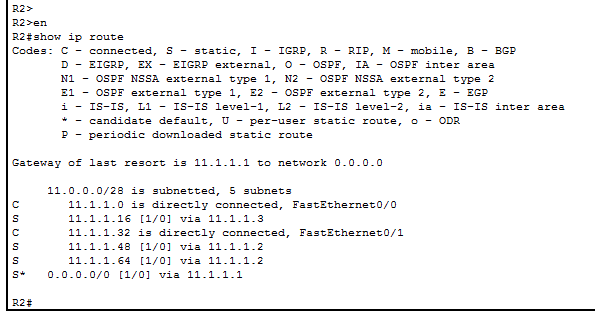 R2>
R2>en
R2#show ip route
Codes: C - connected, S - static, I - IGRP, R - RIP, M - mobile, B - BGP
       D - EIGRP, EX - EIGRP external, O - OSPF, IA - OSPF inter area
       N1 - OSPF NSSA external type 1, N2 - OSPF NSSA external type 2
       E1 - OSPF external type 1, E2 - OSPF external type 2, E - EGP
       i - IS-IS, L1 - IS-IS level-1, L2 - IS-IS level-2, ia - IS-IS inter area
       * - candidate default, U - per-user static route, o - ODR
       P - periodic downloaded static route

Gateway of last resort is 11.1.1.1 to network 0.0.0.0

     11.0.0.0/28 is subnetted, 5 subnets
C       11.1.1.0 is directly connected, FastEthernet0/0
S       11.1.1.16 [1/0] via 11.1.1.3
C       11.1.1.32 is directly connected, FastEthernet0/1
S       11.1.1.48 [1/0] via 11.1.1.2
S       11.1.1.64 [1/0] via 11.1.1.2
S*   0.0.0.0/0 [1/0] via 11.1.1.1

R2#